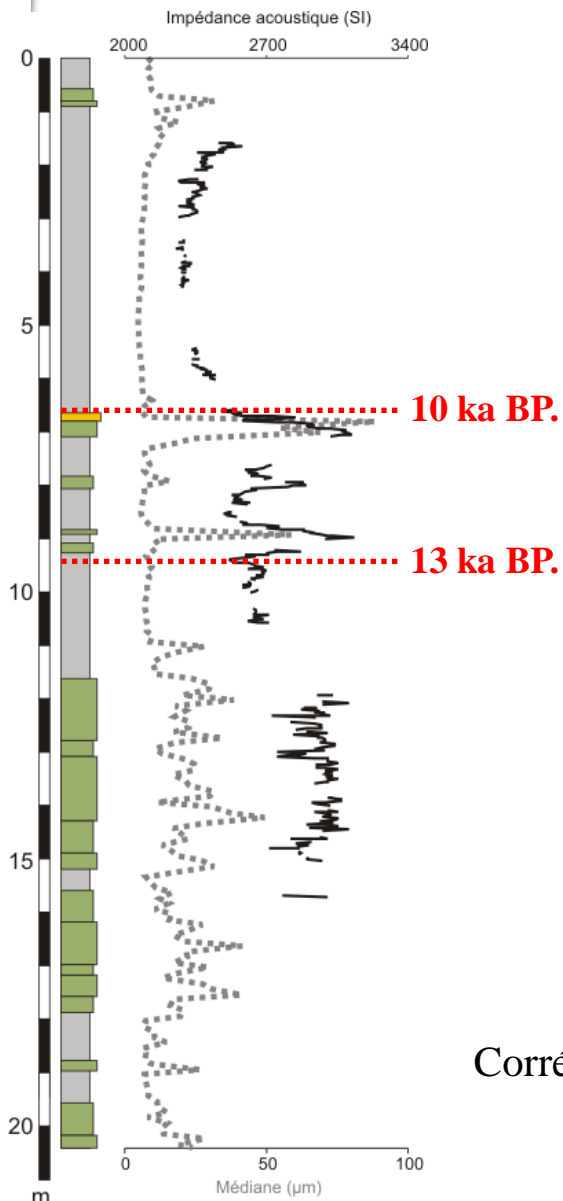 Impédance acoustique (SI)
2000 2700 3400
0
5
10 ka BP.
13 ka BP.
10
15
Corré
20
0 50 100
Médiane (µm)
m